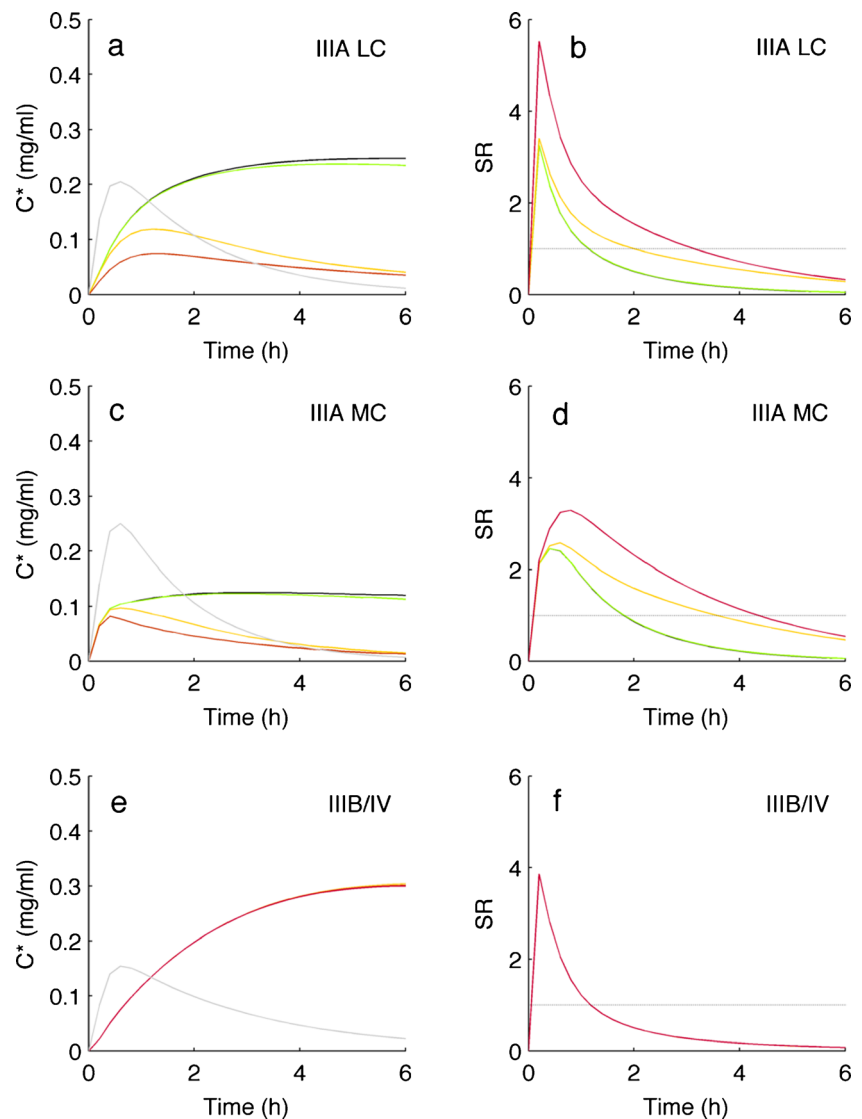 a IIIA LC
C* (mg/ml)
0.5
0.4
0.3
0.2
0.1
0
0 2 4 6
Time (h)
b IIIA LC
SR
6
4
2
0
0 2 4 6
Time (h)
c IIIA MC
C* (mg/ml)
0.5
0.4
0.3
0.2
0.1
0
0 2 4 6
Time (h)
d IIIA MC
SR
6
4
2
0
0 2 4 6
Time (h)
e IIIB/IV
C* (mg/ml)
0.5
0.4
0.3
0.2
0.1
0
0 2 4 6
Time (h)
f IIIB/IV
SR
6
4
2
0
0 2 4 6
Time (h)